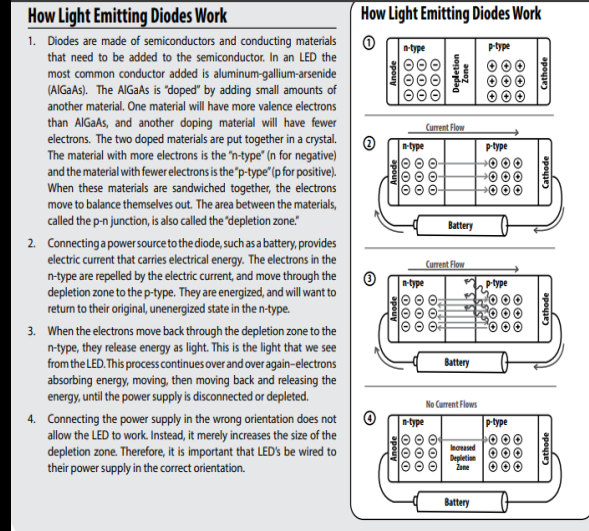 How Light Emitting Diodes Work
1. Diodes are made of semiconductors and conducting materials
that need to be added to the semiconductor. In an LED the
most common conductor added is aluminum-gallium-arsenide
(AlGaAs). The AlGaAs is "doped" by adding small amounts of
another material. One material will have more valence electrons
than AlGaAs, and another doping material will have fewer
electrons. The two doped materials are put together in a crystal.
The material with more electrons is the "n-type" (n for negative)
and the material with fewer electrons is the "p-type" (p for positive).
When these materials are sandwiched together, the electrons
move to balance themselves out. The area between the materials,
called the p-n junction, is also called the "depletion zone."
2. Connecting a power source to the diode, such as a battery, provides
electric current that carries electrical energy. The electrons in the
n-type are repelled by the electric current, and move through the
depletion zone to the p-type. They are energized, and will want to
return to their original, unenergized state in the n-type.
3. When the electrons move back through the depletion zone to the
n-type, they release energy as light. This is the light that we see
from the LED. This process continues over and over again–electrons
absorbing energy, moving, then moving back and releasing the
energy, until the power supply is disconnected or depleted.
4. Connecting the power supply in the wrong orientation does not
allow the LED to work. Instead, it merely increases the size of the
depletion zone. Therefore, it is important that LED's be wired to
their power supply in the correct orientation.
How Light Emitting Diodes Work
1
n-type
p-type
Anode
Depletion
Zone
Cathode
Current Flow
2
n-type
p-type
Anode
Cathode
Battery
Current Flow
3
n-type
p-type
Anode
Cathode
Battery
No Current Flows
4
n-type
p-type
Anode
Increased
Depletion
Zone
Cathode
Battery